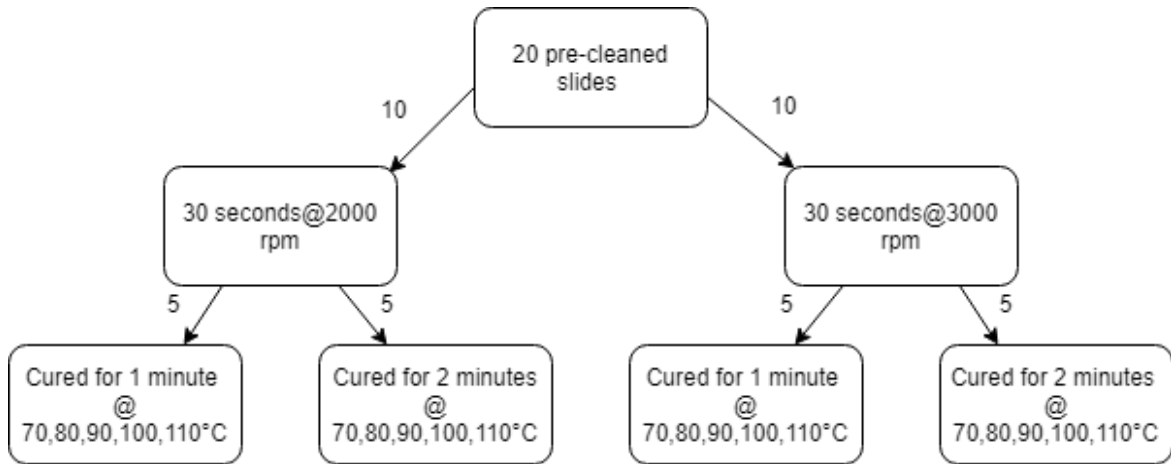 20 pre-cleaned
slides
10
10
30 seconds@2000
rpm
30 seconds@3000
rpm
5
5
5
5
Cured for 1 minute
@
70,80,90,100,110°C
Cured for 2 minutes
@
70,80,90,100,110°C
Cured for 1 minute
@
70,80,90,100,110°C
Cured for 2 minutes
@
70,80,90,100,110°C